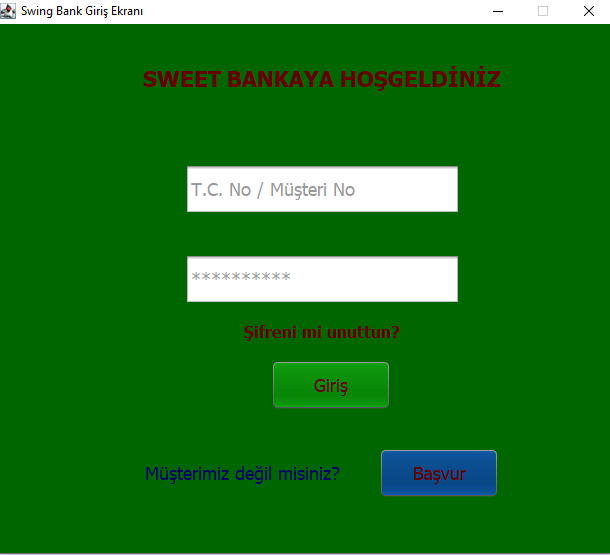 Swing Bank Giriş Ekranı
SWEET BANKAYA HOŞGELDİNİZ
T.C. No / Müşteri No
**********
Şifreni mi unuttun?
Giriş
Müşterimiz değil misiniz?
Başvur